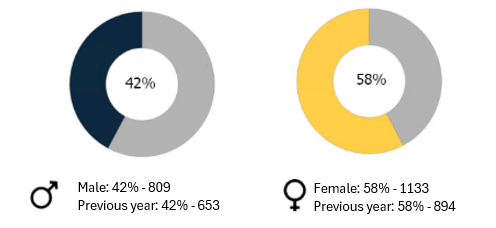 42%
58%
Male: 42% - 809
Previous year: 42% - 653
Female: 58% - 1133
Previous year: 58% - 894